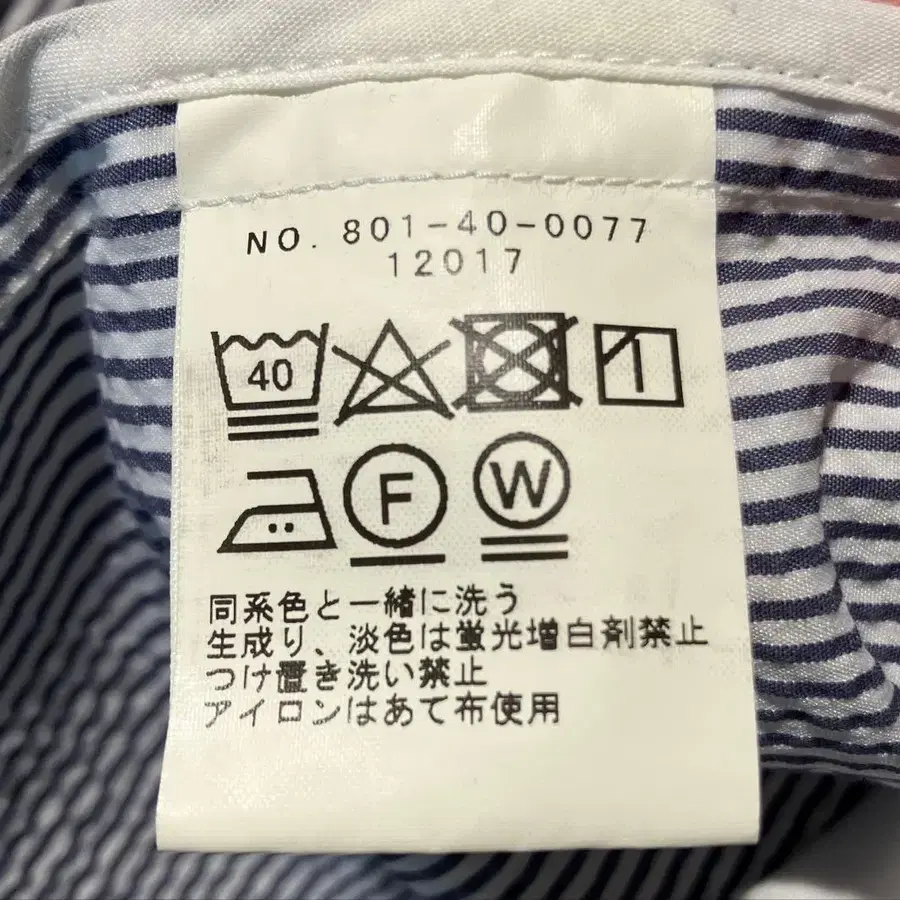 NO. 801-40-0077
12017
40
F W
同系色と一緒に洗う
生成り、淡色は蛍光増白剤禁止
つけ置き洗い禁止
アイロンはあて布使用